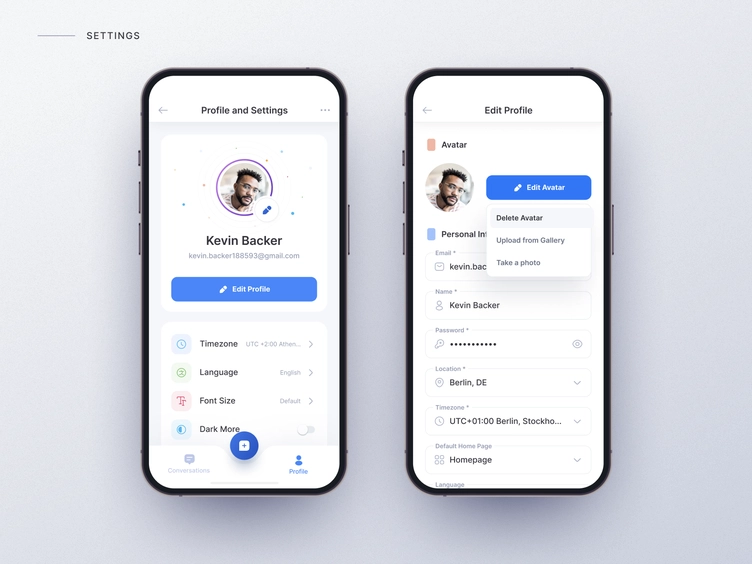 SETTINGS
Profile and Settings
Kevin Backer
kevin.backer188593@gmail.com
Edit Profile
Timezone
UTC +2:00 Athen...
Language
English
Font Size
Default
Dark More
Conversations
Profile
Edit Profile
Avatar
Edit Avatar
Delete Avatar
Upload from Gallery
Take a photo
Personal Inf
Email *
kevin.bac
Name *
Kevin Backer
Password *
•••••••••••
Location *
Berlin, DE
Timezone *
UTC+01:00 Berlin, Stockho...
Default Home Page
Homepage
Language